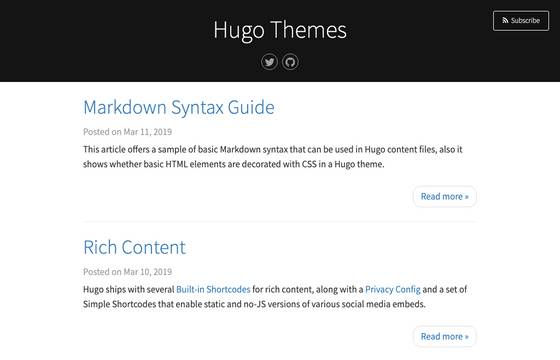 Hugo Themes
Subscribe
Markdown Syntax Guide
Posted on Mar 11, 2019
This article offers a sample of basic Markdown syntax that can be used in Hugo content files, also it
shows whether basic HTML elements are decorated with CSS in a Hugo theme.
Read more »
Rich Content
Posted on Mar 10, 2019
Hugo ships with several Built-in Shortcodes for rich content, along with a Privacy Config and a set of
Simple Shortcodes that enable static and no-JS versions of various social media embeds.
Read more »